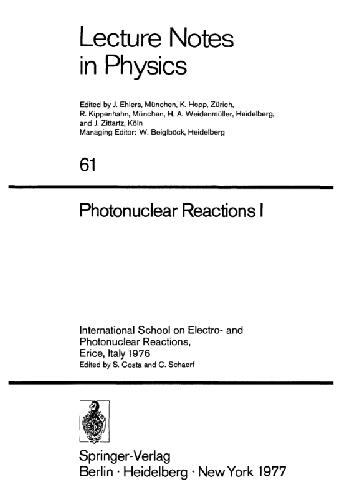 Lecture Notes
in Physics
Edited by J. Ehlers, München, K. Hepp, Zürich,
R. Kippenhahn, München, H. A. Weidenmüller, Heidelberg,
and J. Zittartz, Köln
Managing Editor: W. Beiglböck, Heidelberg
61
Photonuclear Reactions I
International School on Electro- and
Photonuclear Reactions,
Erice, Italy 1976
Edited by S. Costa and C. Schaerf
Springer-Verlag
Berlin · Heidelberg · New York 1977